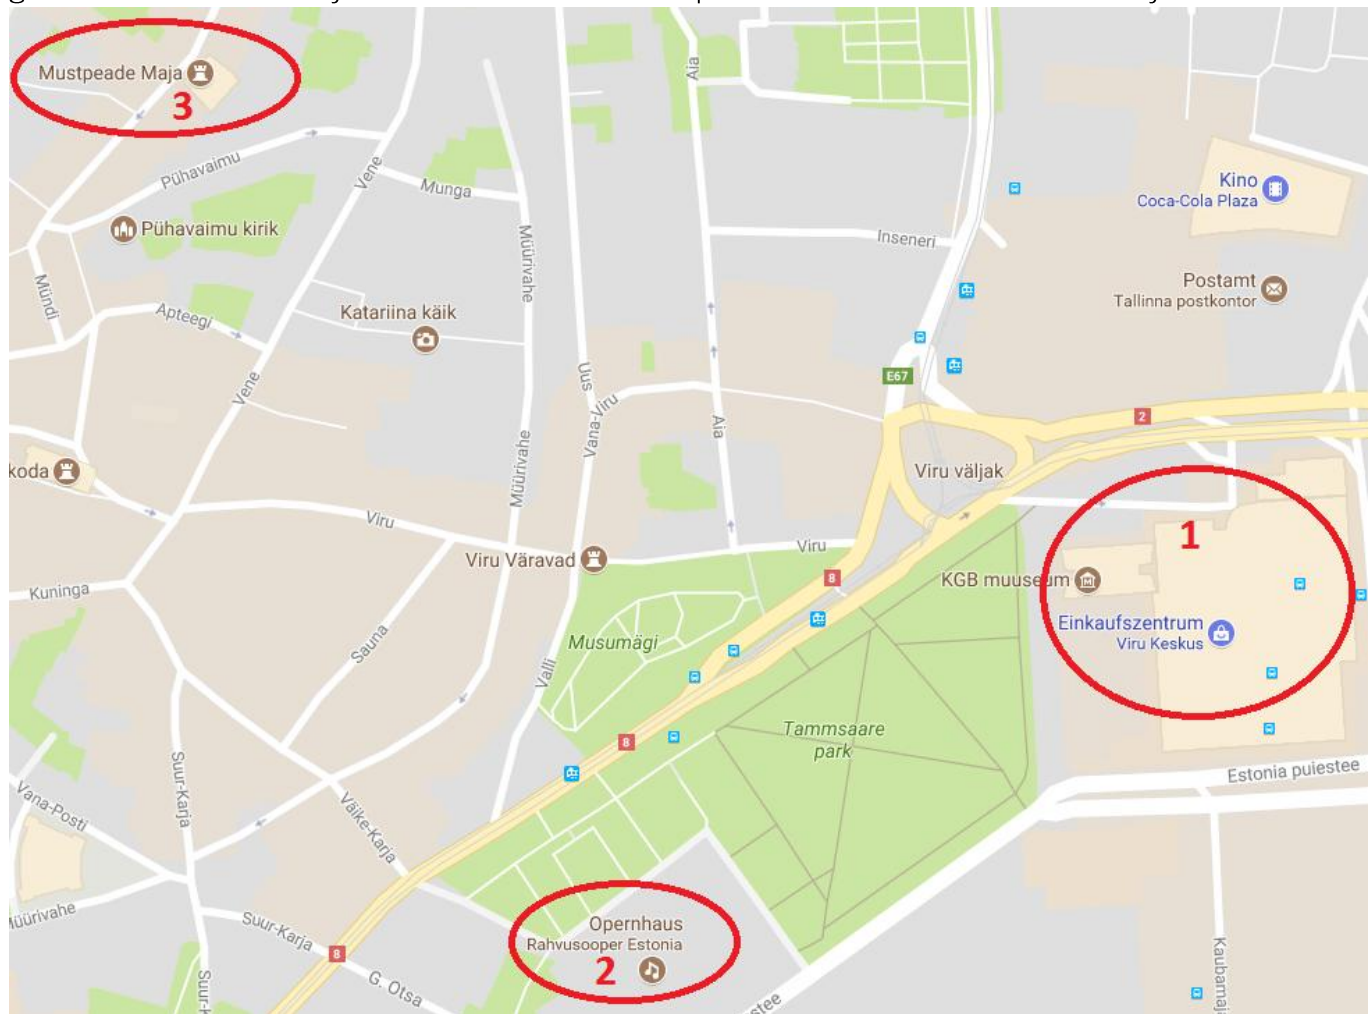 Mustpeade Maja
3
Aia
Pühavaimu
Vene
Munga
Kino
Coca-Cola Plaza
Pühavaimu kirik
Müürivahe
Inseneri
Mündi
Apteegi
Katariina käik
Postamt
Tallinna postkontor
Vene
Uus
E67
Vana-Viru
Aia
2
koda
Müürivahe
Viru väljak
Viru
Viru Väravad
Viru
1
8
KGB muuseum
Kuninga
Einkaufszentrum
Viru Keskus
Sauna
Musumägi
Valli
Tammsaare
park
8
Estonia puiestee
Suur-Karja
Vana-Posti
Väike-Karja
Müürivahe
Suur-Karja
8
G. Otsa
Opernhaus
Rahvusooper Estonia
2
Kaubamaj